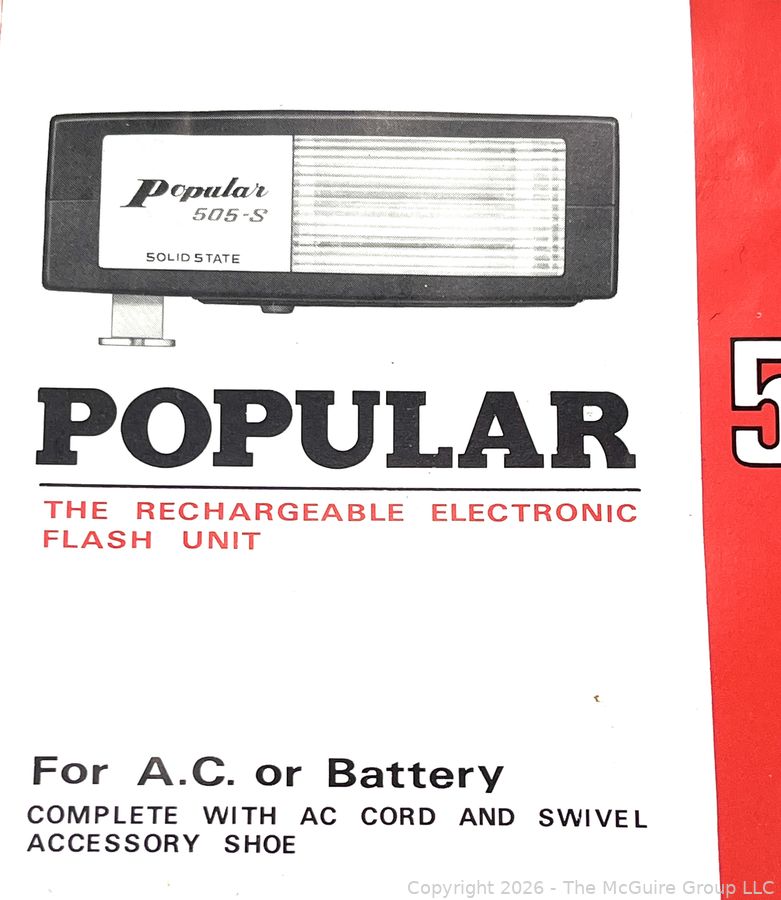 Popular
505-S
SOLID STATE
5
POPULAR
THE RECHARGEABLE ELECTRONIC
FLASH UNIT
For A.C. or Battery
COMPLETE WITH AC CORD AND SWIVEL
ACCESSORY SHOE
Copyright 2026 - The McGuire Group LLC